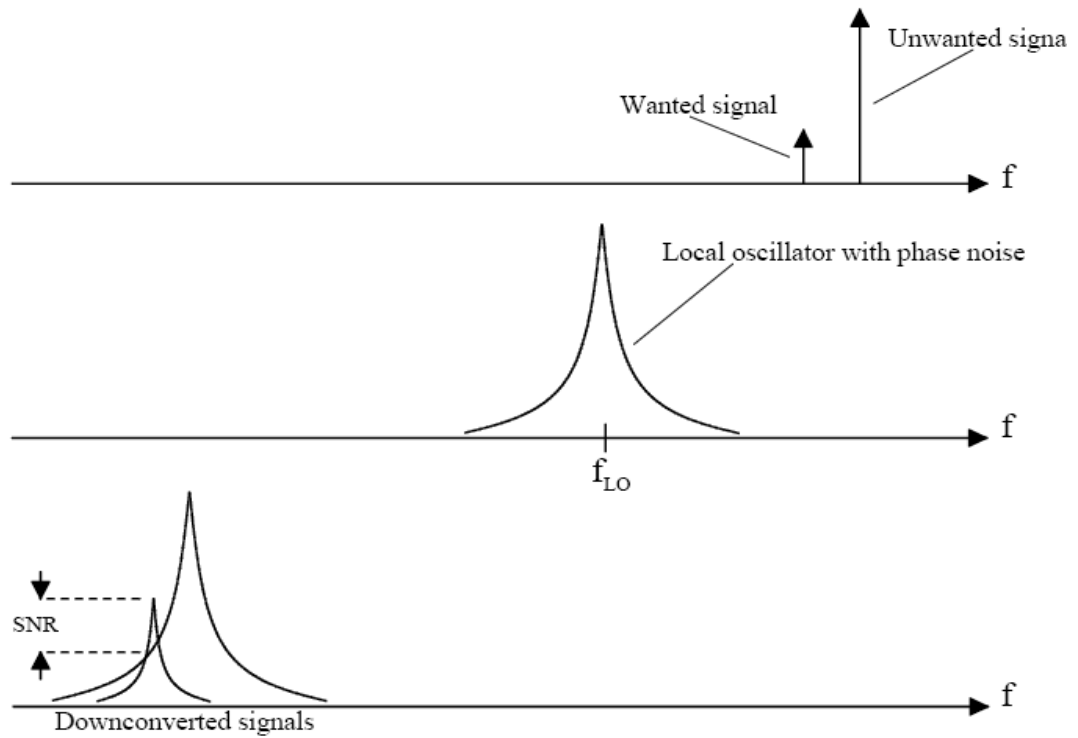 Unwanted signa
Wanted signal
f
Local oscillator with phase noise
f
fLO
SNR
f
Downconverted signals